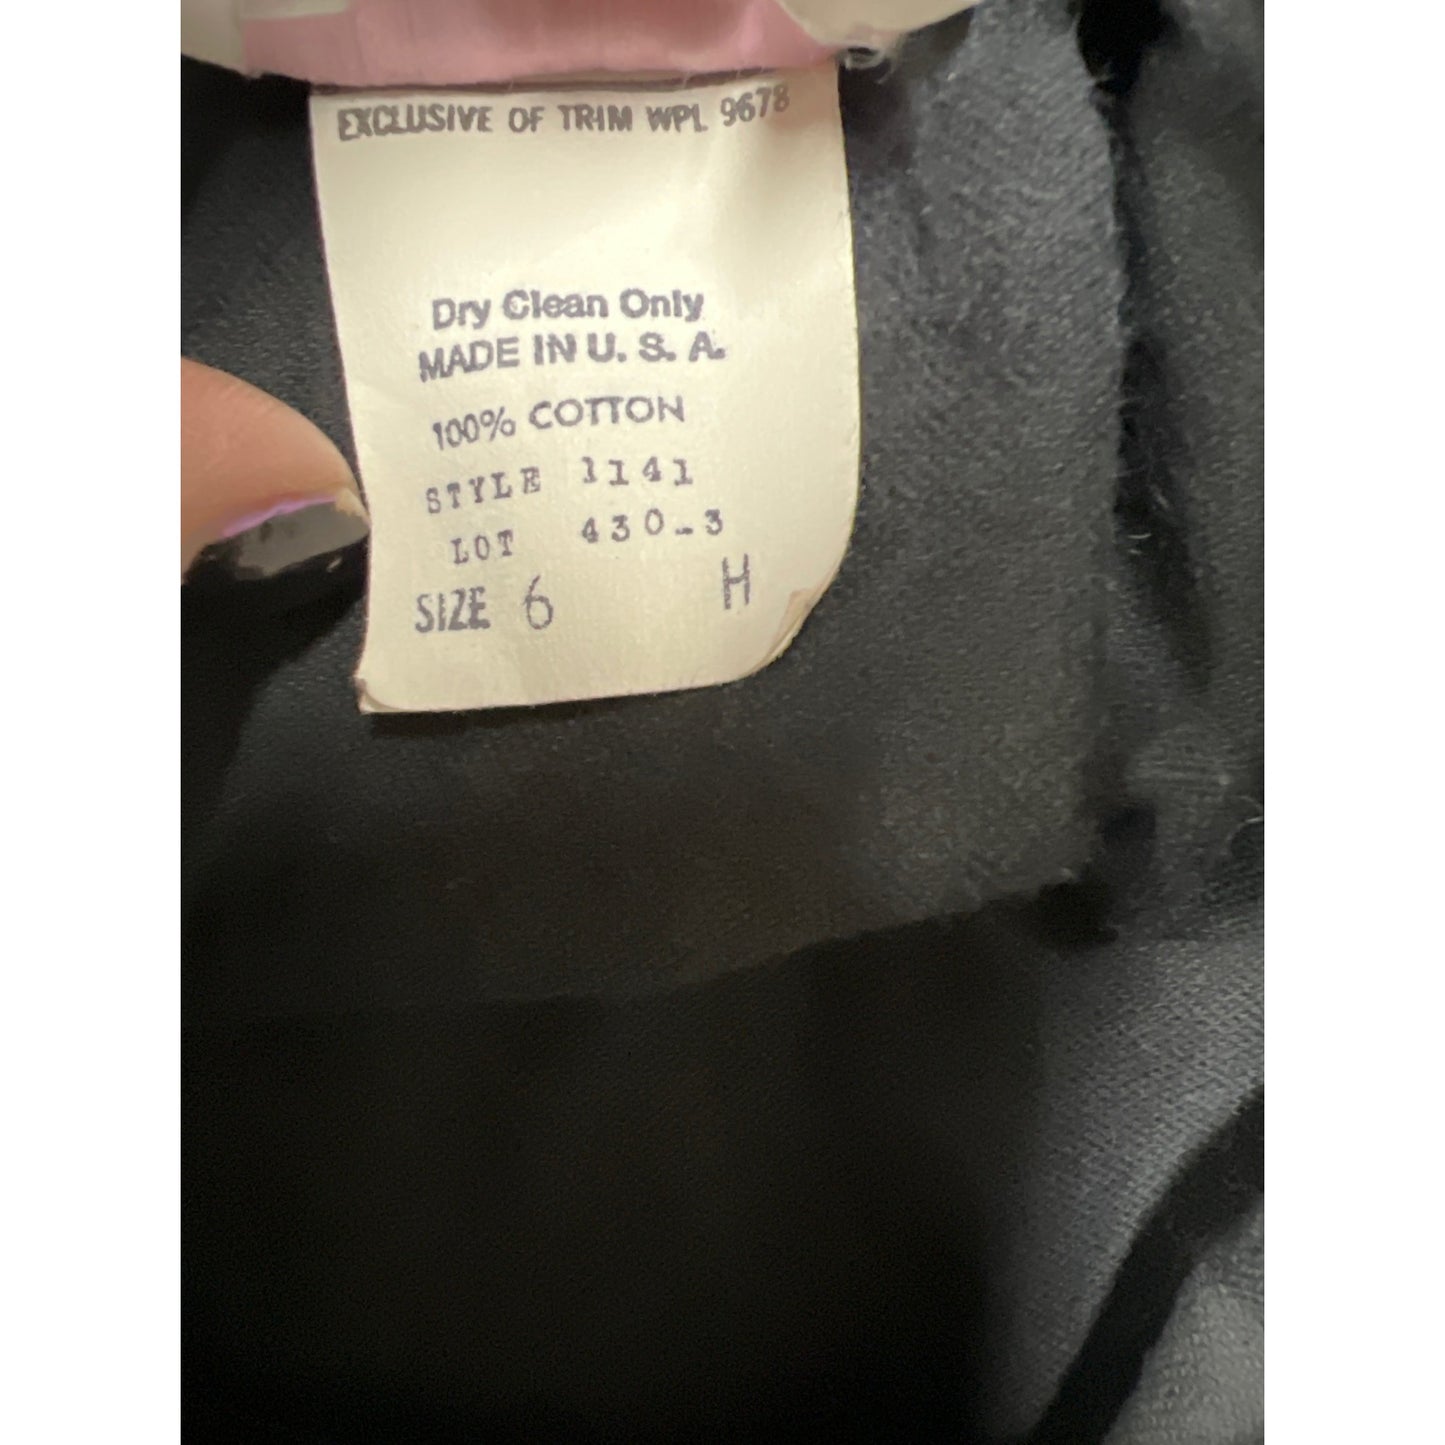 EXCLUSIVE OF TRIM WPL 9678
Dry Clean Only
MADE IN U. S. A.
100% COTTON
STYLE 1141
LOT 430-3
SIZE 6 H